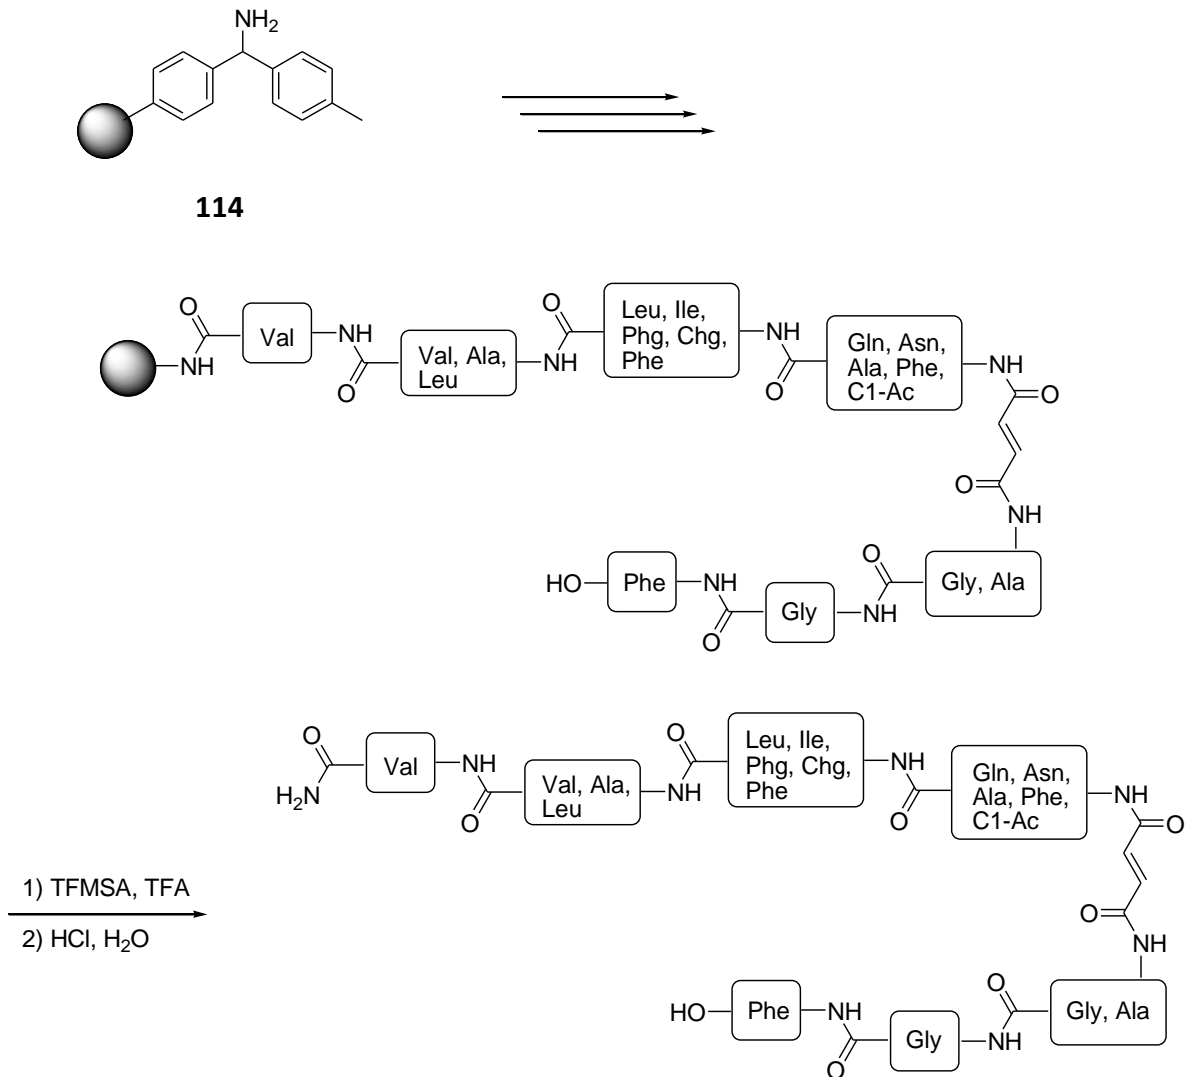 NH2
114
O
Val
NH
O
NH
O
Val, Ala,
Leu
NH
O
Leu, Ile,
Phg, Chg,
Phe
NH
O
Gln, Asn,
Ala, Phe,
C1-Ac
NH
O
O
NH
HO
Phe
NH
O
Gly
NH
O
Gly, Ala
O
H2N
Val
NH
O
Val, Ala,
Leu
NH
O
Leu, Ile,
Phg, Chg,
Phe
NH
O
Gln, Asn,
Ala, Phe,
C1-Ac
NH
O
O
NH
1) TFMSA, TFA
2) HCl, H2O
HO
Phe
NH
O
Gly
NH
O
Gly, Ala